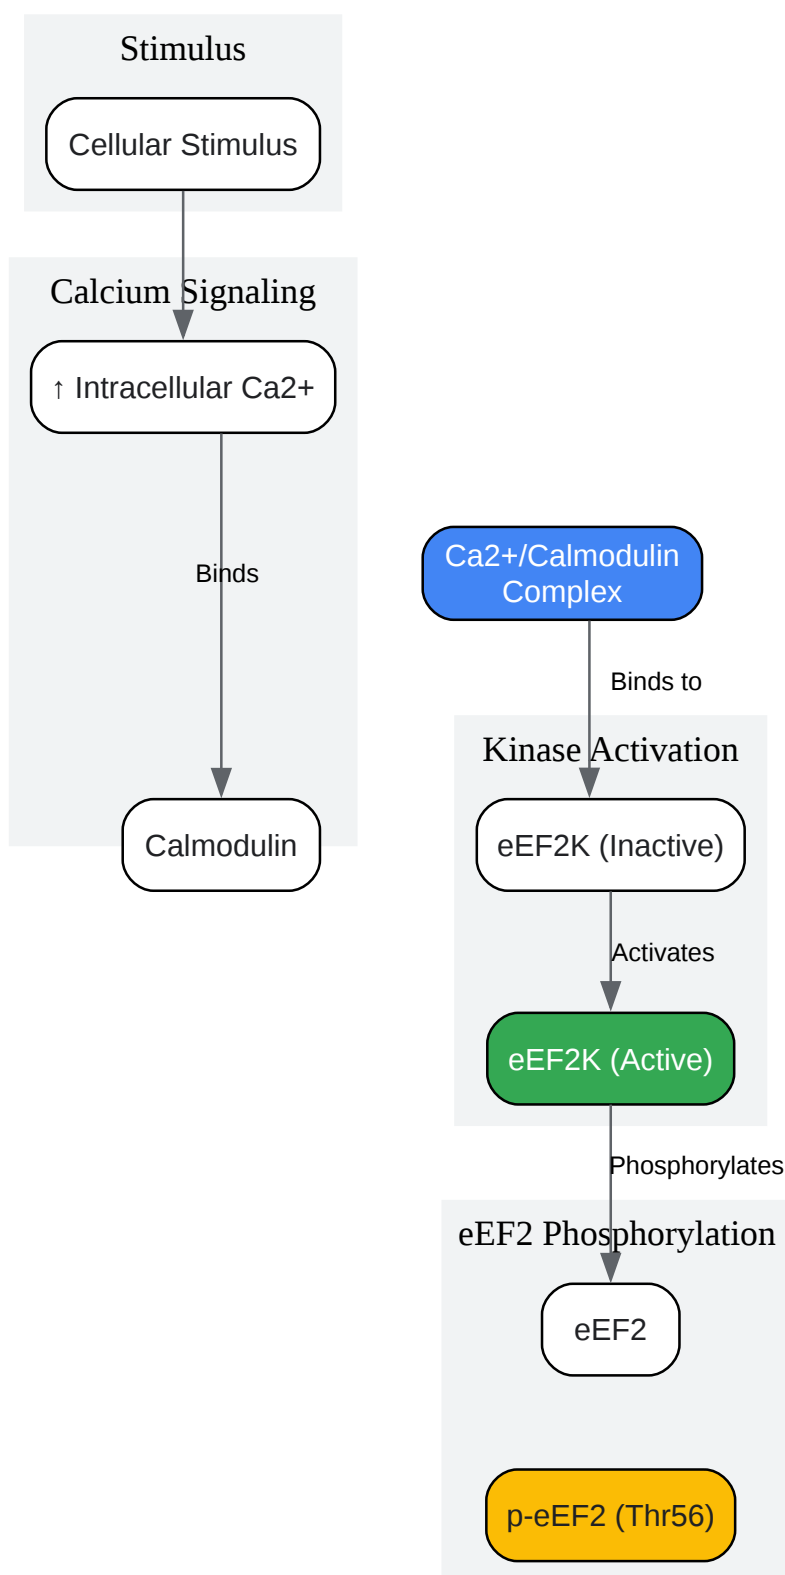 Stimulus
Cellular Stimulus
Calcium Signaling
↑ Intracellular Ca2+
Binds
Calmodulin
Ca2+/Calmodulin
Complex
Binds to
Kinase Activation
eEF2K (Inactive)
Activates
eEF2K (Active)
Phosphorylates
eEF2 Phosphorylation
eEF2
p-eEF2 (Thr56)